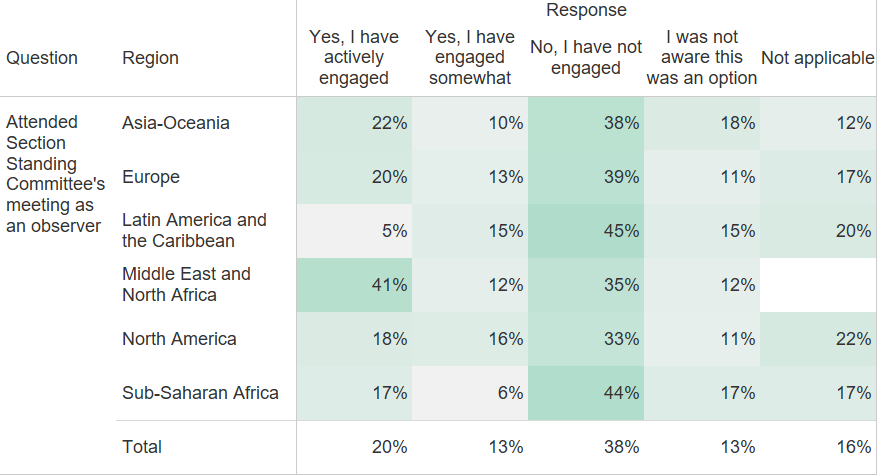 Response
Question Region Yes, I have actively engaged Yes, I have engaged somewhat No, I have not engaged I was not aware this was an option Not applicable
Attended Section Standing Committee's meeting as an observer
Asia-Oceania 22% 10% 38% 18% 12%
Europe 20% 13% 39% 11% 17%
Latin America and the Caribbean 5% 15% 45% 15% 20%
Middle East and North Africa 41% 12% 35% 12%
North America 18% 16% 33% 11% 22%
Sub-Saharan Africa 17% 6% 44% 17% 17%
Total 20% 13% 38% 13% 16%